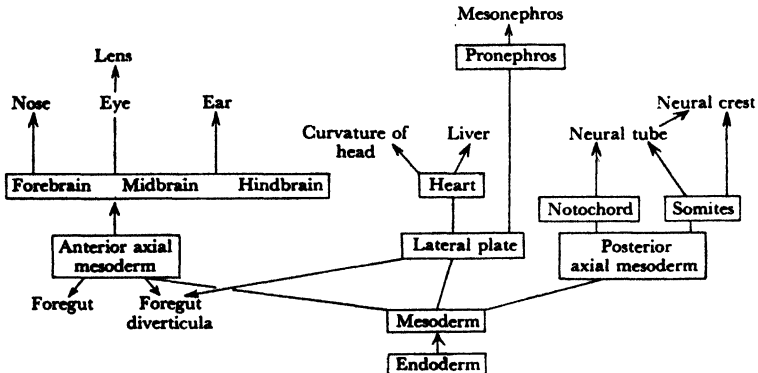 Mesonephros
Pronephros
Lens
Nose Eye Ear
Neural crest
Curvature of
head
Liver
Neural tube
Forebrain Midbrain Hindbrain
Heart
Notochord
Somites
Anterior axial
mesoderm
Lateral plate
Posterior
axial mesoderm
Foregut
Foregut
diverticula
Mesoderm
Endoderm